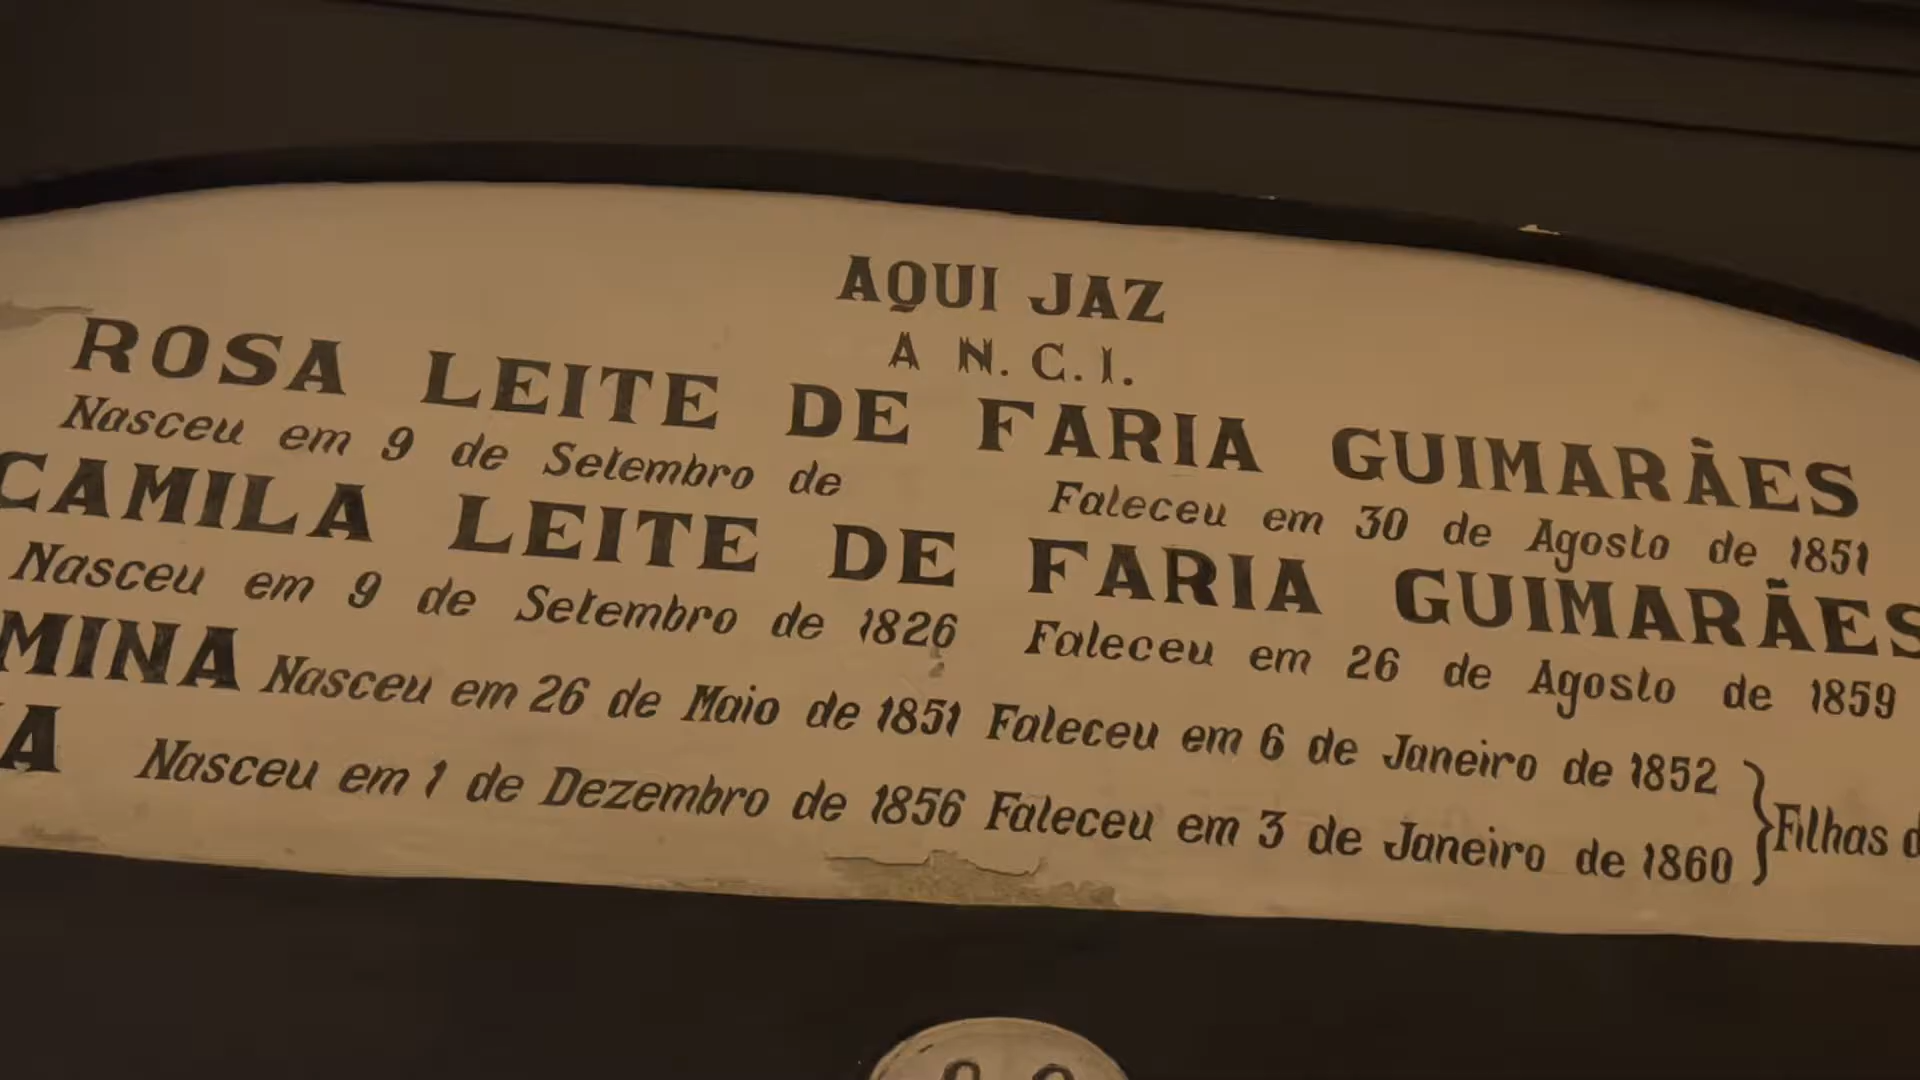 AQUI JAZ
A N. C. I.
ROSA LEITE DE FARIA GUIMARÃES
Nasceu em 9 de Setembro de Faleceu em 30 de Agosto de 1851
CAMILA LEITE DE FARIA GUIMARÃES
Nasceu em 9 de Setembro de 1826 Faleceu em 26 de Agosto de 1859
MINA Nasceu em 26 de Maio de 1851 Faleceu em 6 de Janeiro de 1852
A Nasceu em 1 de Dezembro de 1856 Faleceu em 3 de Janeiro de 1860
Filhas